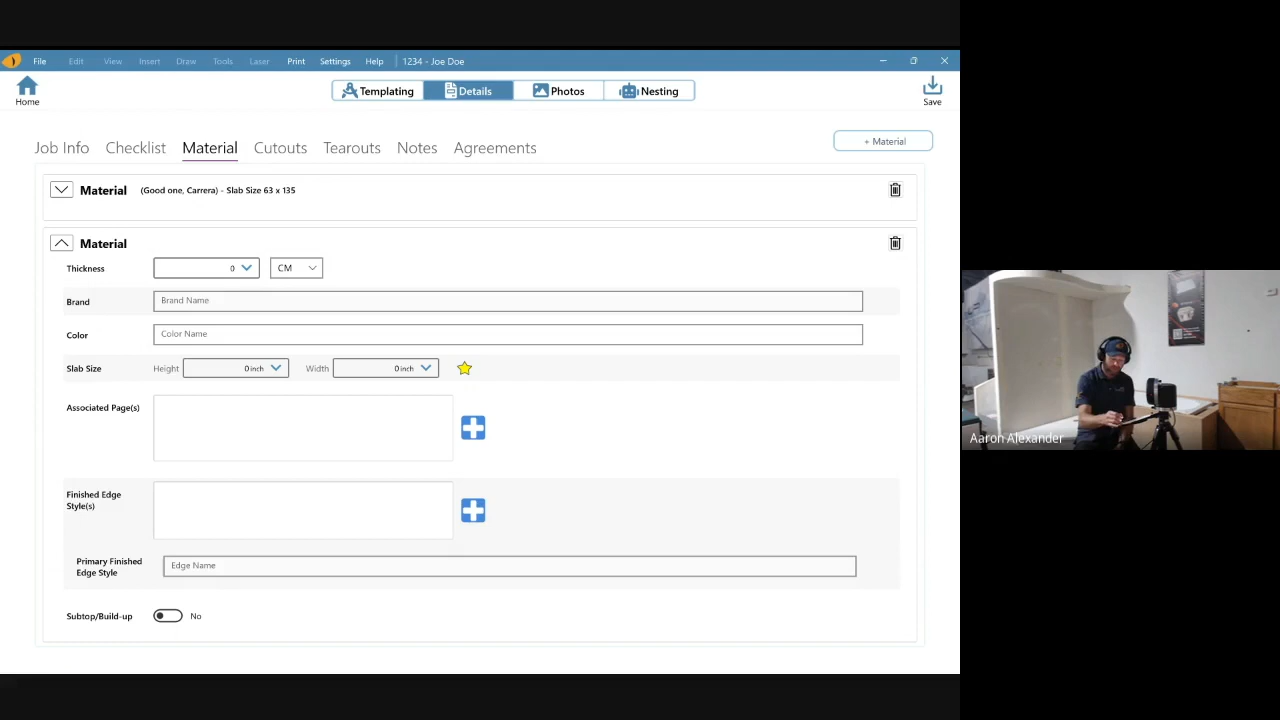 File Edit View Insert Draw Tools Laser Print Settings Help 1234 - Joe Doe
Home Templating Details Photos Nesting Save
Job Info Checklist Material Cutouts Tearouts Notes Agreements + Material
Material (Good one, Carrera) - Slab Size 63 x 135
Material
Thickness 0 CM
Brand Brand Name
Color Color Name
Slab Size Height 0 inch Width 0 inch
Associated Page(s)
Finished Edge
Style(s)
Primary Finished
Edge Style Edge Name
Subtop/Build-up No
Aaron Alexander